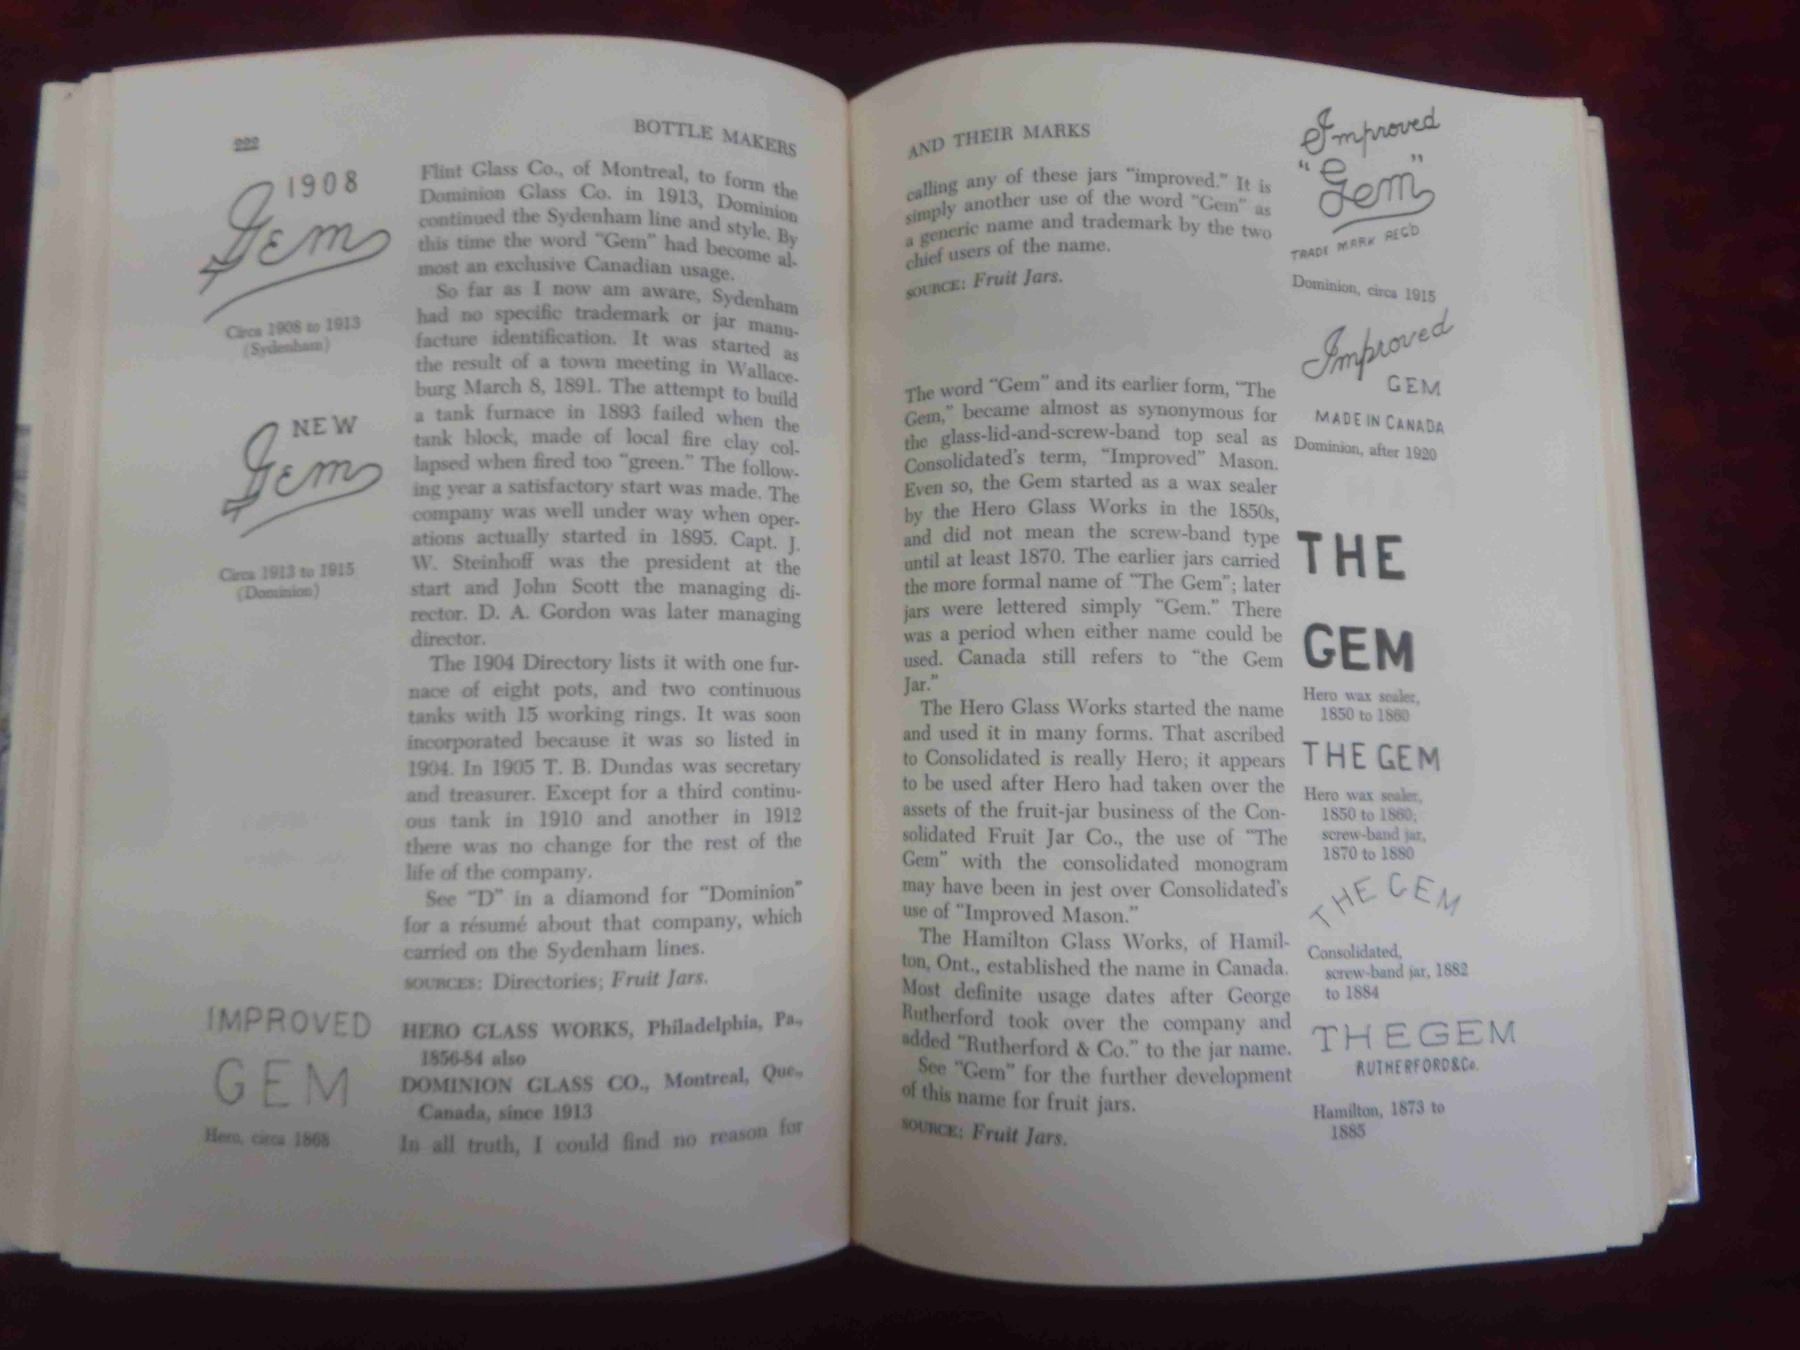 222
BOTTLE MAKERS
1908
Gem
Circa 1908 to 1913
(Sydenham)
NEW
Gem
Circa 1913 to 1915
(Dominion)
IMPROVED
GEM
Hero, circa 1868
Flint Glass Co., of Montreal, to form the
Dominion Glass Co. in 1913, Dominion
continued the Sydenham line and style. By
this time the word "Gem" had become al-
most an exclusive Canadian usage.
So far as I now am aware, Sydenham
had no specific trademark or jar manu-
facture identification. It was started as
the result of a town meeting in Wallace-
burg March 8, 1891. The attempt to build
a tank furnace in 1893 failed when the
tank block, made of local fire clay col-
lapsed when fired too "green." The follow-
ing year a satisfactory start was made. The
company was well under way when oper-
ations actually started in 1895. Capt. J.
W. Steinhoff was the president at the
start and John Scott the managing di-
rector. D. A. Gordon was later managing
director.
The 1904 Directory lists it with one fur-
nace of eight pots, and two continuous
tanks with 15 working rings. It was soon
incorporated because it was so listed in
1904. In 1905 T. B. Dundas was secretary
and treasurer. Except for a third continu-
ous tank in 1910 and another in 1912
there was no change for the rest of the
life of the company.
See "D" in a diamond for "Dominion"
for a résumé about that company, which
carried on the Sydenham lines.
SOURCES: Directories; Fruit Jars.
HERO GLASS WORKS, Philadelphia, Pa.,
1856-84 also
DOMINION GLASS CO., Montreal, Que.,
Canada, since 1913
In all truth, I could find no reason for
AND THEIR MARKS
calling any of these jars "improved." It is
simply another use of the word "Gem" as
a generic name and trademark by the two
chief users of the name.
SOURCE: Fruit Jars.
The word "Gem" and its earlier form, "The
Gem," became almost as synonymous for
the glass-lid-and-screw-band top seal as
Consolidated's term, "Improved" Mason.
Even so, the Gem started as a wax sealer
by the Hero Glass Works in the 1850s,
and did not mean the screw-band type
until at least 1870. The earlier jars carried
the more formal name of "The Gem"; later
jars were lettered simply "Gem." There
was a period when either name could be
used. Canada still refers to "the Gem
Jar."
The Hero Glass Works started the name
and used it in many forms. That ascribed
to Consolidated is really Hero; it appears
to be used after Hero had taken over the
assets of the fruit-jar business of the Con-
solidated Fruit Jar Co., the use of "The
Gem" with the consolidated monogram
may have been in jest over Consolidated's
use of "Improved Mason."
The Hamilton Glass Works, of Hamil-
ton, Ont., established the name in Canada.
Most definite usage dates after George
Rutherford took over the company and
added "Rutherford & Co." to the jar name.
See "Gem" for the further development
of this name for fruit jars.
SOURCE: Fruit Jars.
Improved
"Gem"
TRADE MARK REG'D
Dominion, circa 1915
Improved
GEM
MADE IN CANADA
Dominion, after 1920
THE
GEM
Hero wax sealer,
1850 to 1860
THE GEM
Hero wax sealer,
1850 to 1860;
screw-band jar,
1870 to 1880
THE GEM
Consolidated,
screw-band jar, 1882
to 1884
THE GEM
RUTHERFORD & Co.
Hamilton, 1873 to
1885